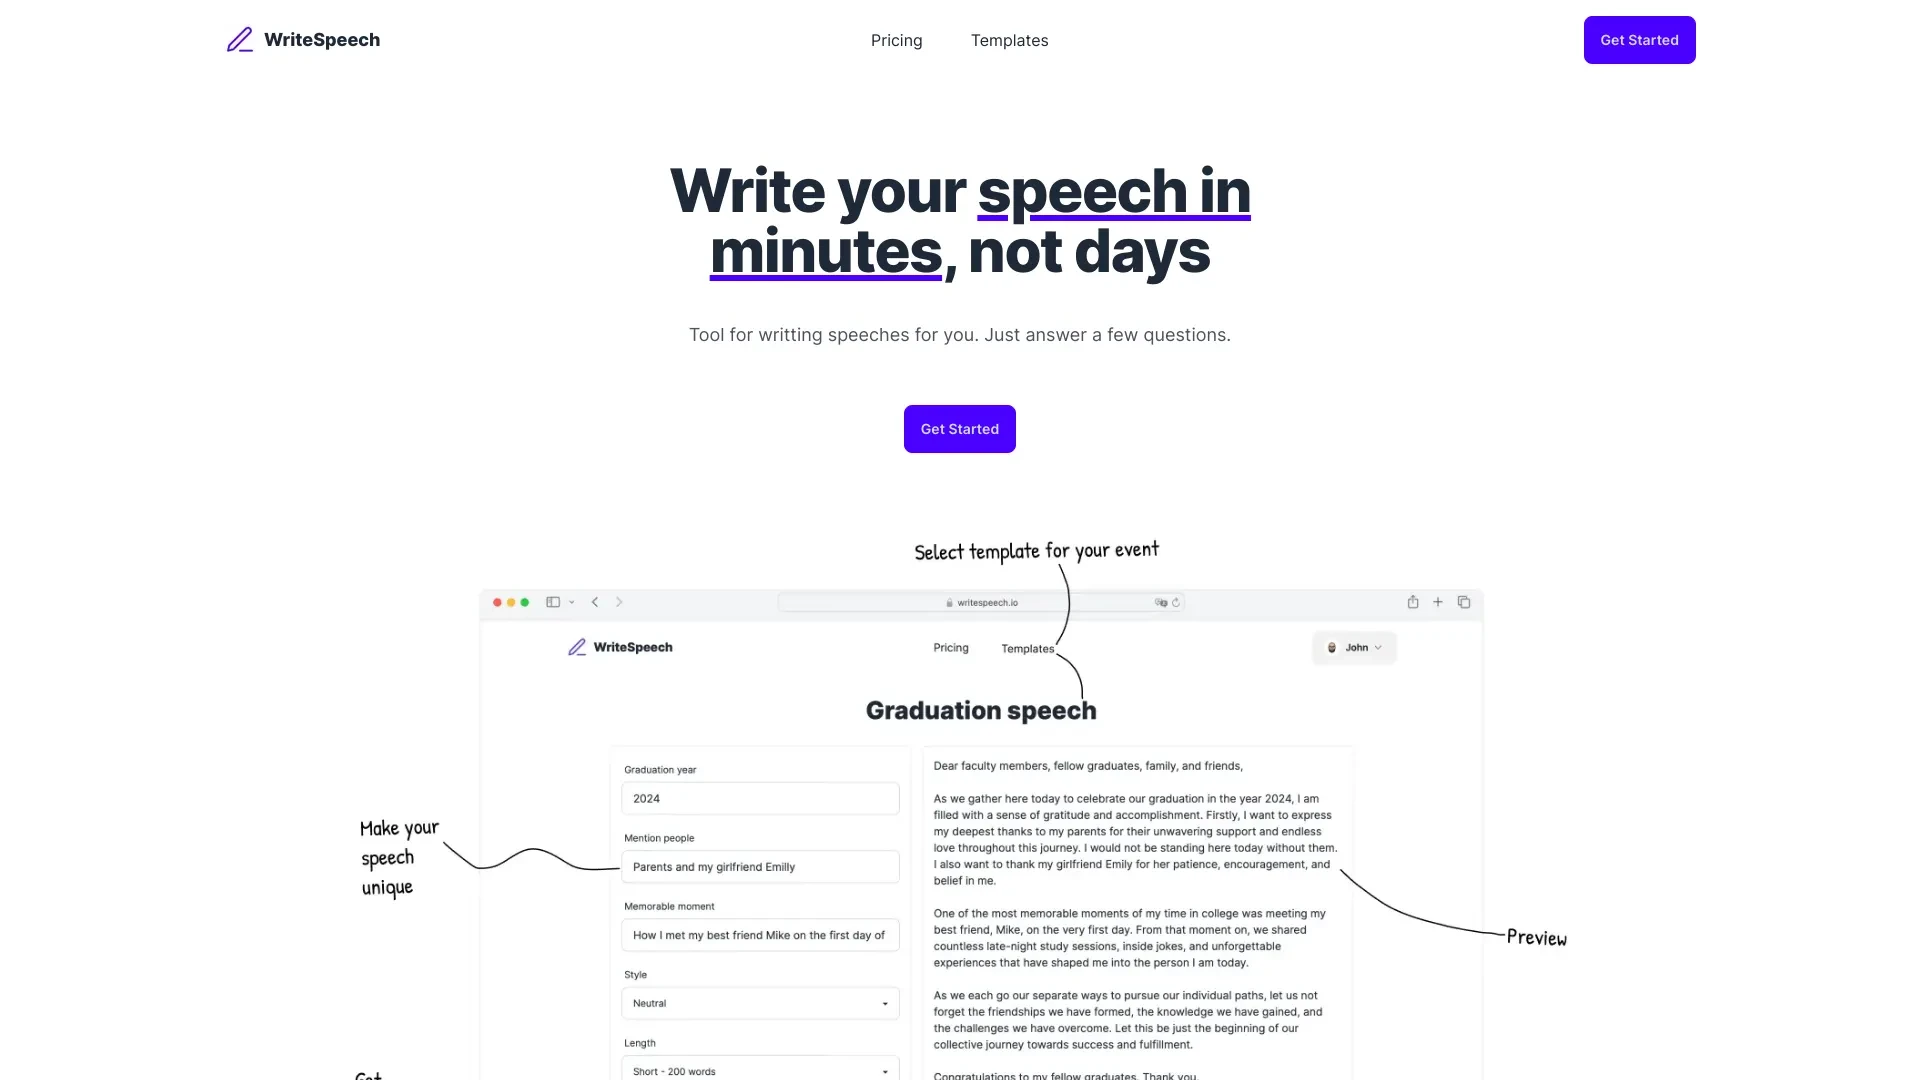 WriteSpeech
Pricing
Templates
Get Started
Write your speech in
minutes, not days
Tool for writting speeches for you. Just answer a few questions.
Get Started
Select template for your event
writespeech.io
WriteSpeech
Pricing
Templates
John
Graduation speech
Graduation year
2024
Mention people
Parents and my girlfriend Emilly
Memorable moment
How I met my best friend Mike on the first day of
Style
Neutral
Length
Short - 200 words
Make your
speech
unique
Dear faculty members, fellow graduates, family, and friends,
As we gather here today to celebrate our graduation in the year 2024, I am
filled with a sense of gratitude and accomplishment. Firstly, I want to express
my deepest thanks to my parents for their unwavering support and endless
love throughout this journey. I would not be standing here today without them.
I also want to thank my girlfriend Emily for her patience, encouragement, and
belief in me.
One of the most memorable moments of my time in college was meeting my
best friend, Mike, on the very first day. From that moment on, we shared
countless late-night study sessions, inside jokes, and unforgettable
experiences that have shaped me into the person I am today.
As we each go our separate ways to pursue our individual paths, let us not
forget the friendships we have formed, the knowledge we have gained, and
the challenges we have overcome. Let this be just the beginning of our
collective journey towards success and fulfillment.
Congratulations to my fellow graduates. Thank you.
Preview